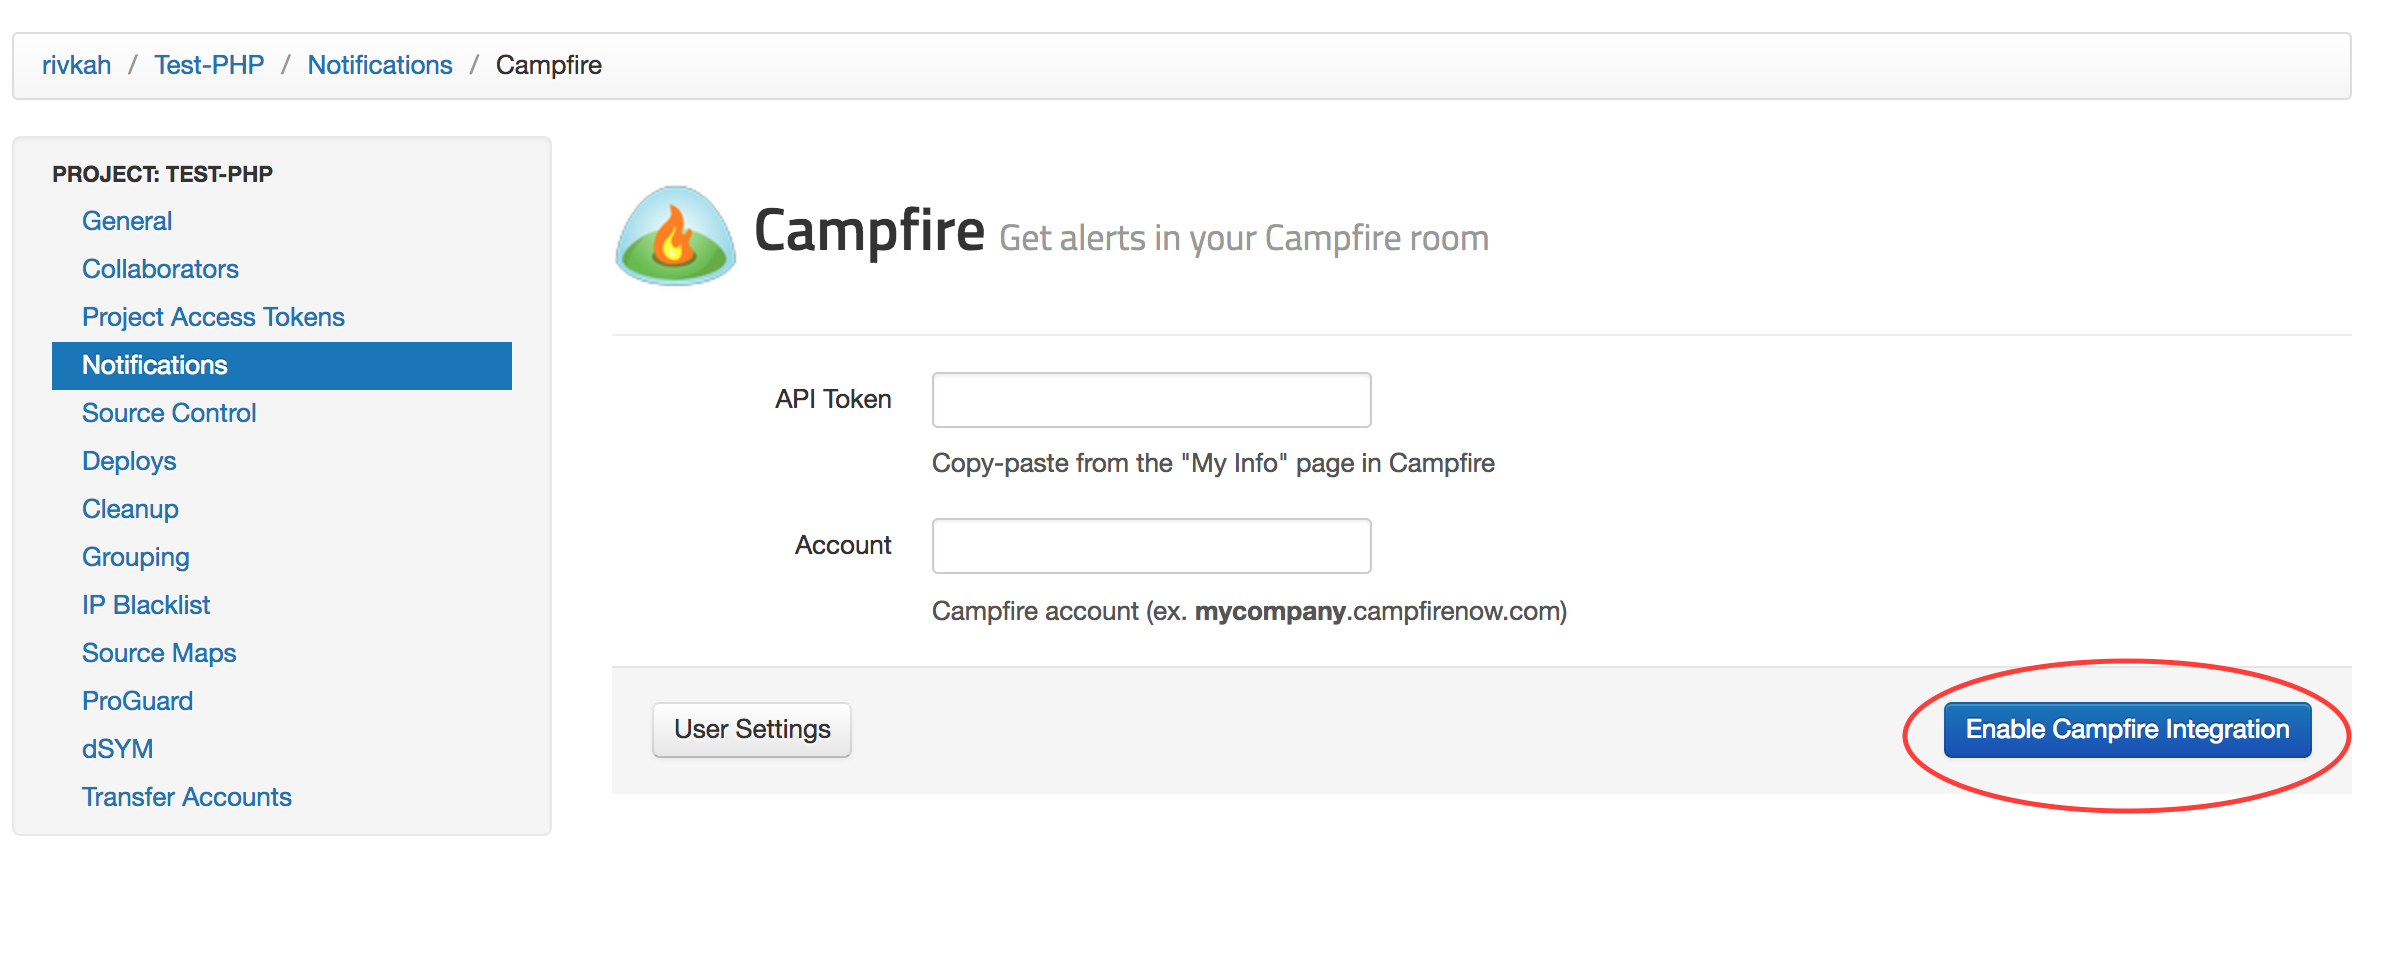 rivkah / Test-PHP / Notifications / Campfire
PROJECT: TEST-PHP
General
Collaborators
Project Access Tokens
Notifications
Source Control
Deploys
Cleanup
Grouping
IP Blacklist
Source Maps
ProGuard
dSYM
Transfer Accounts
Campfire Get alerts in your Campfire room
API Token
Copy-paste from the "My Info" page in Campfire
Account
Campfire account (ex. mycompany.campfirenow.com)
User Settings
Enable Campfire Integration